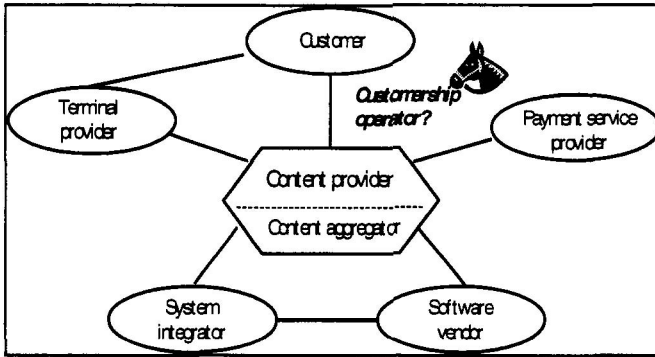 Customer
Customership
operator?
Terminal
provider
Payment service
provider
Content provider
Content aggregator
System
integrator
Software
vendor